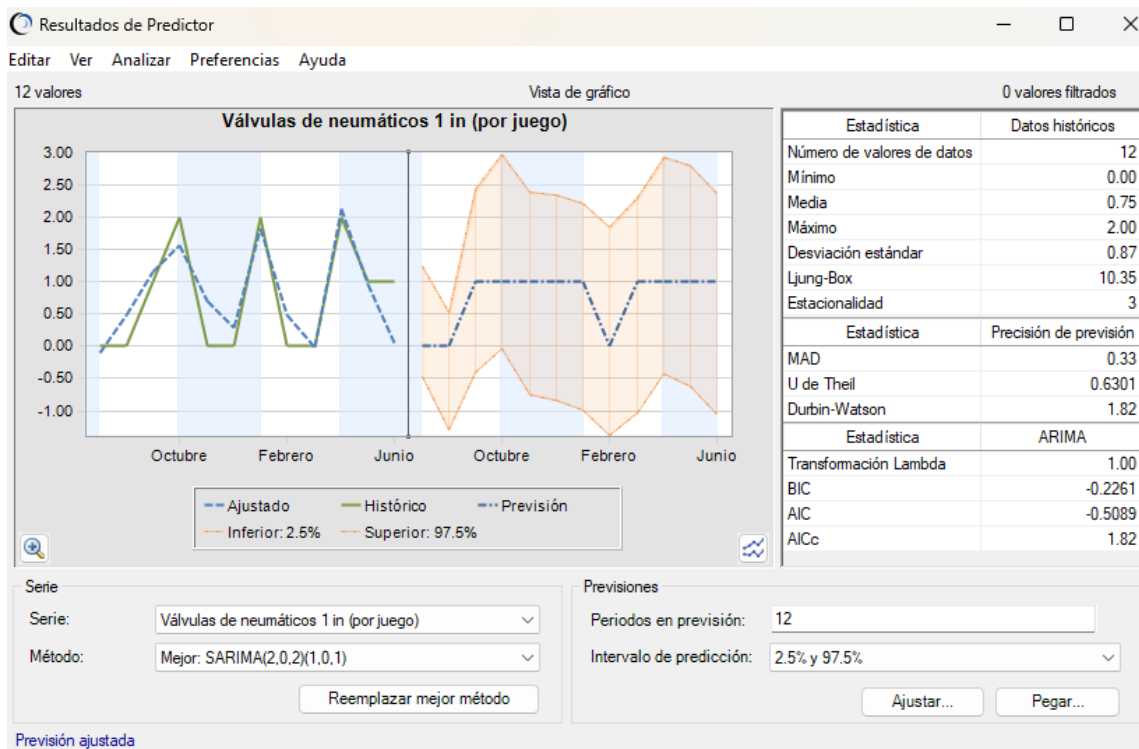 Resultados de Predictor
Editar Ver Analizar Preferencias Ayuda
12 valores
Vista de gráfico
0 valores filtrados
Válvulas de neumáticos 1 in (por juego)
3.00
2.50
2.00
1.50
1.00
0.50
0.00
-0.50
-1.00
Octubre Febrero Junio Octubre Febrero Junio
Ajustado Histórico Previsión
Inferior: 2.5% Superior: 97.5%
Estadística Datos históricos
Número de valores de datos 12
Mínimo 0.00
Media 0.75
Máximo 2.00
Desviación estándar 0.87
Ljung-Box 10.35
Estacionalidad 3
Estadística Precisión de previsión
MAD 0.33
U de Theil 0.6301
Durbin-Watson 1.82
Estadística ARIMA
Transformación Lambda 1.00
BIC -0.2261
AIC -0.5089
AICc 1.82
Serie
Serie: Válvulas de neumáticos 1 in (por juego)
Método: Mejor: SARIMA(2,0,2)(1,0,1)
Reemplazar mejor método
Previsiones
Periodos en previsión: 12
Intervalo de predicción: 2.5% y 97.5%
Ajustar... Pegar...
Previsión ajustada